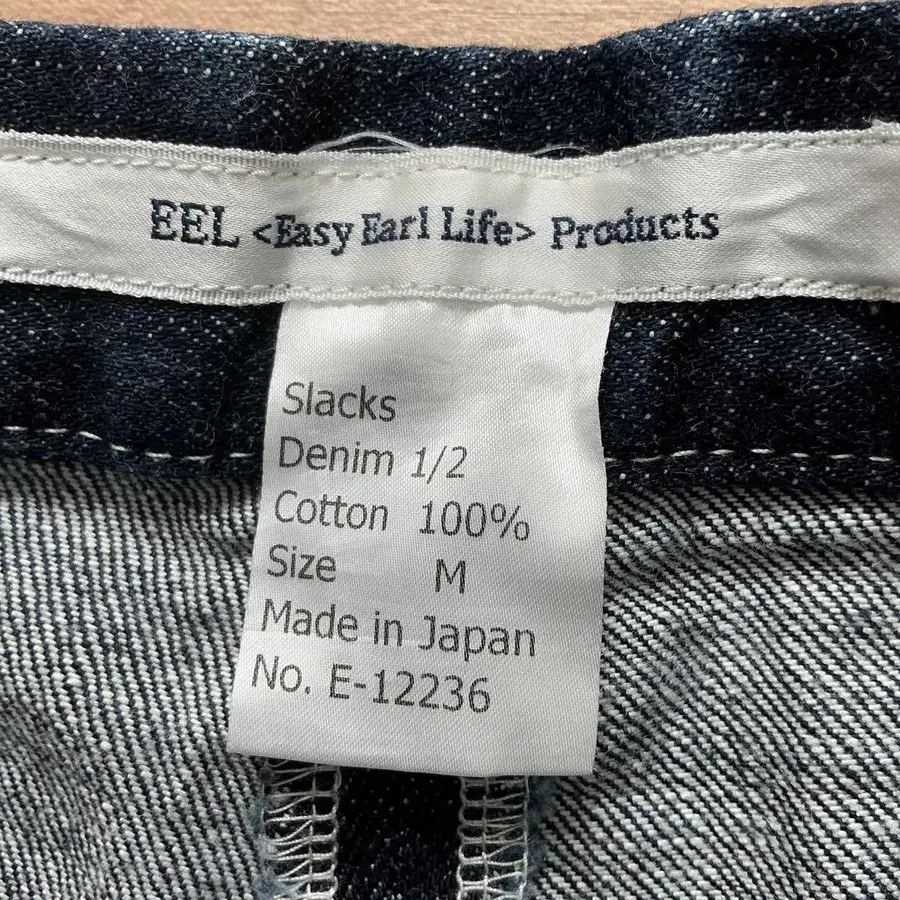 EEL <Easy Earl Life> Products
Slacks
Denim 1/2
Cotton 100%
Size M
Made in Japan
No. E-12236